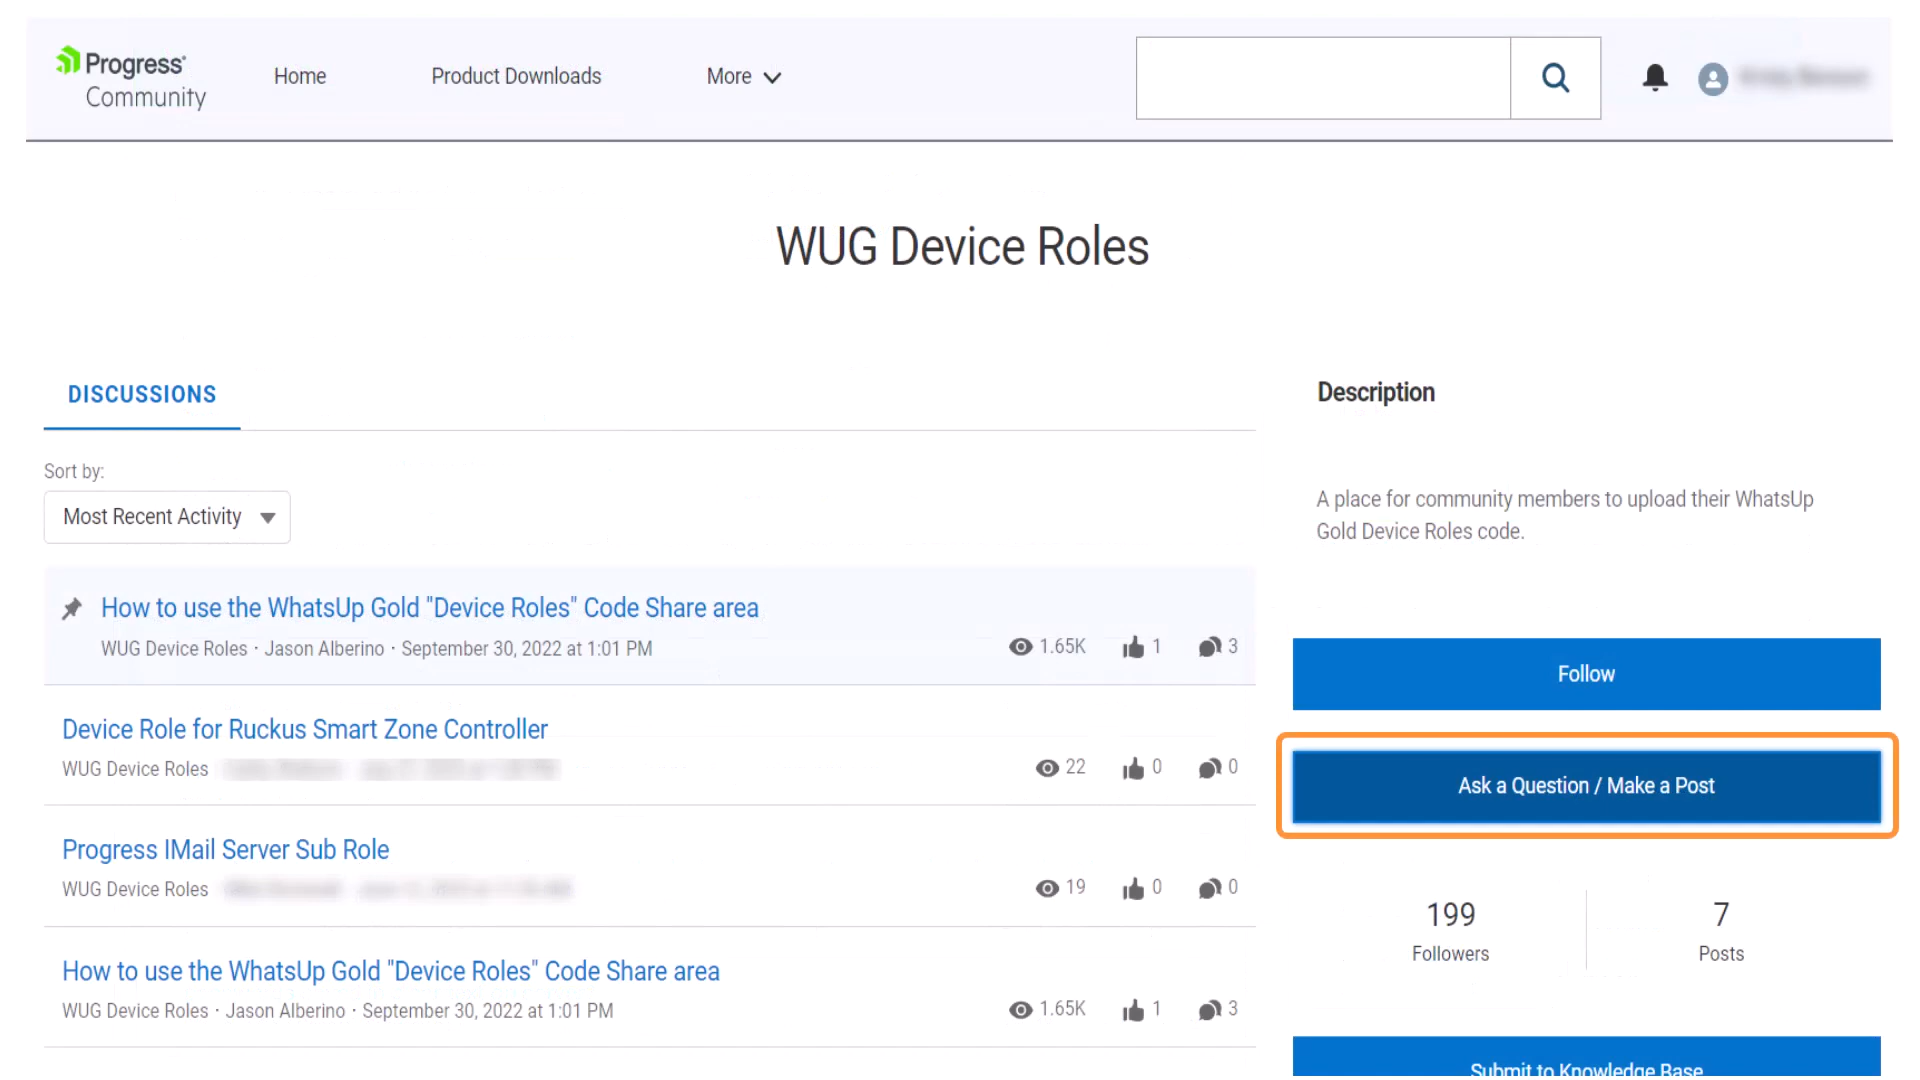 Progress®
Community
Home
Product Downloads
More
WUG Device Roles
DISCUSSIONS
Sort by:
Most Recent Activity
How to use the WhatsUp Gold "Device Roles" Code Share area
WUG Device Roles · Jason Alberino · September 30, 2022 at 1:01 PM
1.65K 1 3
Device Role for Ruckus Smart Zone Controller
WUG Device Roles
22 0 0
Progress IMail Server Sub Role
WUG Device Roles
19 0 0
How to use the WhatsUp Gold "Device Roles" Code Share area
WUG Device Roles · Jason Alberino · September 30, 2022 at 1:01 PM
1.65K 1 3
Description
A place for community members to upload their WhatsUp
Gold Device Roles code.
Follow
Ask a Question / Make a Post
199
Followers
7
Posts
Submit to Knowledge Base